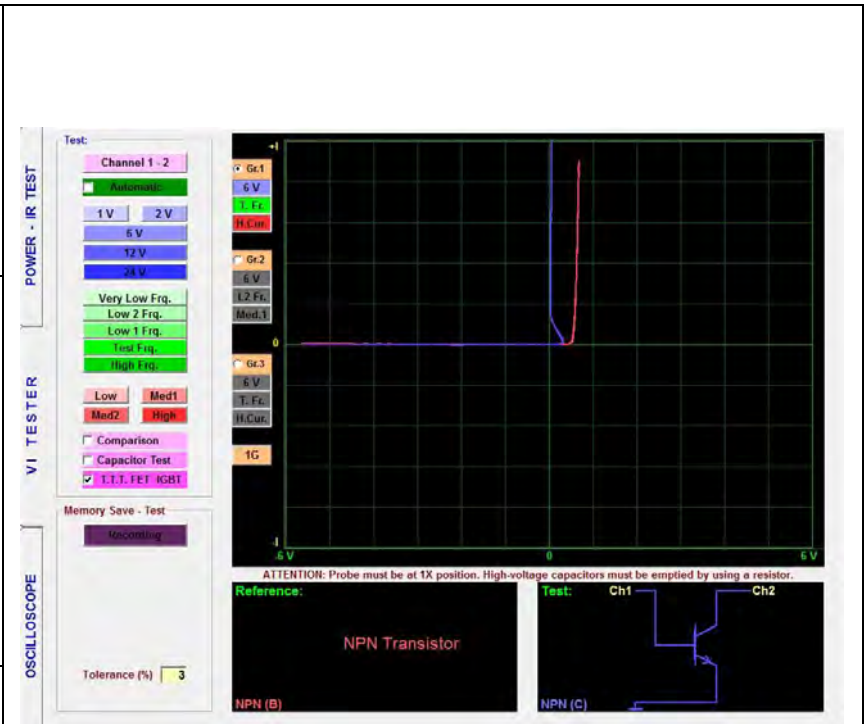 POWER - IR TEST
VI TESTER
OSCILLOSCOPE
Test:
Channel 1 - 2
Automatic
1 V
2 V
6 V
12 V
24 V
Very Low Frq.
Low 2 Frq.
Low 1 Frq.
Test Frq.
High Frq.
Low
Med1
Med2
High
Comparison
Capacitor Test
T.T.T. FET IGBT
Memory Save - Test
Recording
Tolerance (%)
3
+I
Gr.1
6 V
T. Fr.
H.Cur.
Gr.2
6 V
L2 Fr.
Med.1
0
Gr.3
6 V
T. Fr.
H.Cur.
1G
-I
-6 V
0
6 V
ATTENTION: Probe must be at 1X position. High-voltage capacitors must be emptied by using a resistor.
Reference:
NPN Transistor
NPN (B)
Test:
Ch1
Ch2
NPN (C)